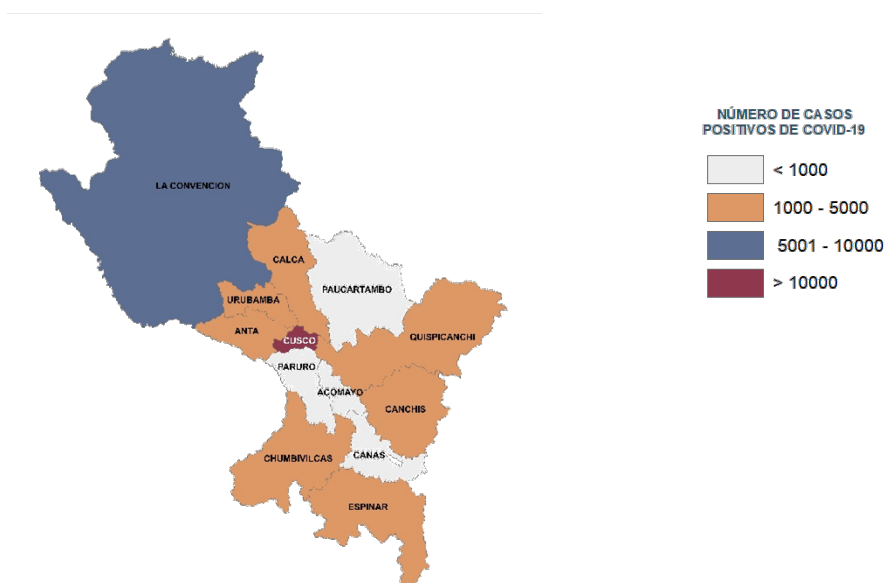 NÚMERO DE CASOS
POSITIVOS DE COVID-19
< 1000
1000 - 5000
5001 - 10000
> 10000
LA CONVENCION
CALCA
PAUCARTAMBO
URUBAMBA
ANTA
CUSCO
QUISPICANCHI
PARURO
ACOMAYO
CANCHIS
CHUMBIVILCAS
CANAS
ESPINAR